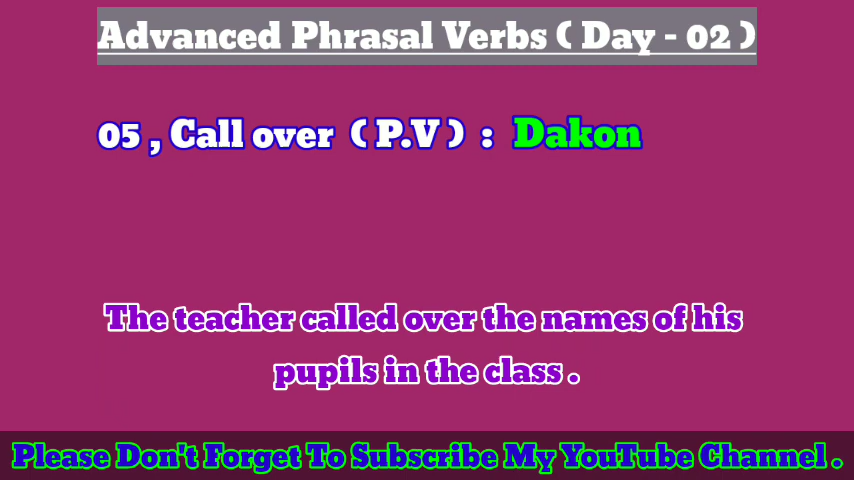 Advanced Phrasal Verbs ( Day - 02 )
05 , Call over ( P.V ) : Dakon
The teacher called over the names of his
pupils in the class .
Please Don't Forget To Subscribe My YouTube Channel .